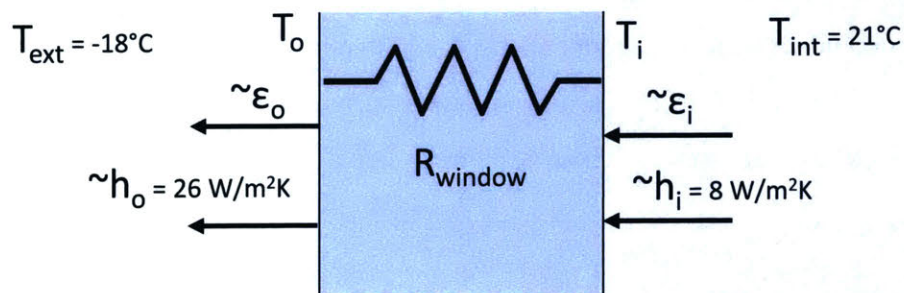 T_ext = -18°C
T_o
T_i
T_int = 21°C
~ε_o
~ε_i
R_window
~h_o = 26 W/m²K
~h_i = 8 W/m²K